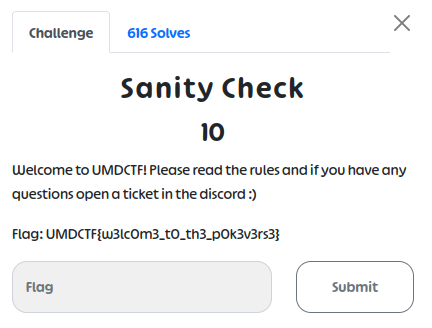 Challenge
616 Solves
Sanity Check
10
Welcome to UMDCTF! Please read the rules and if you have any
questions open a ticket in the discord :)
Flag: UMDCTF{w3lc0m3_t0_th3_p0k3v3rs3}
Flag
Submit